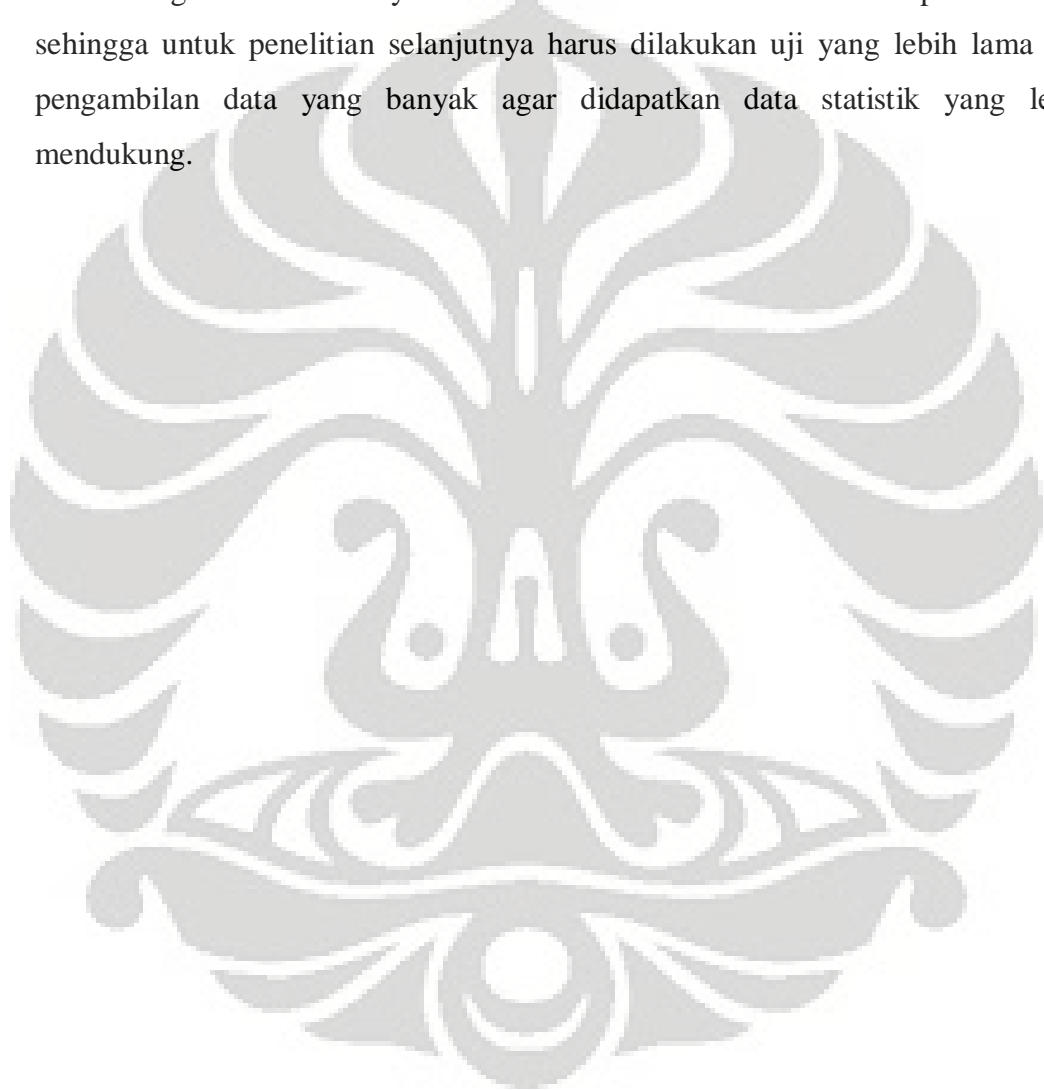 sehingga untuk penelitian selanjutnya harus dilakukan uji yang lebih lama
pengambilan data yang banyak agar didapatkan data statistik yang
mendukung.